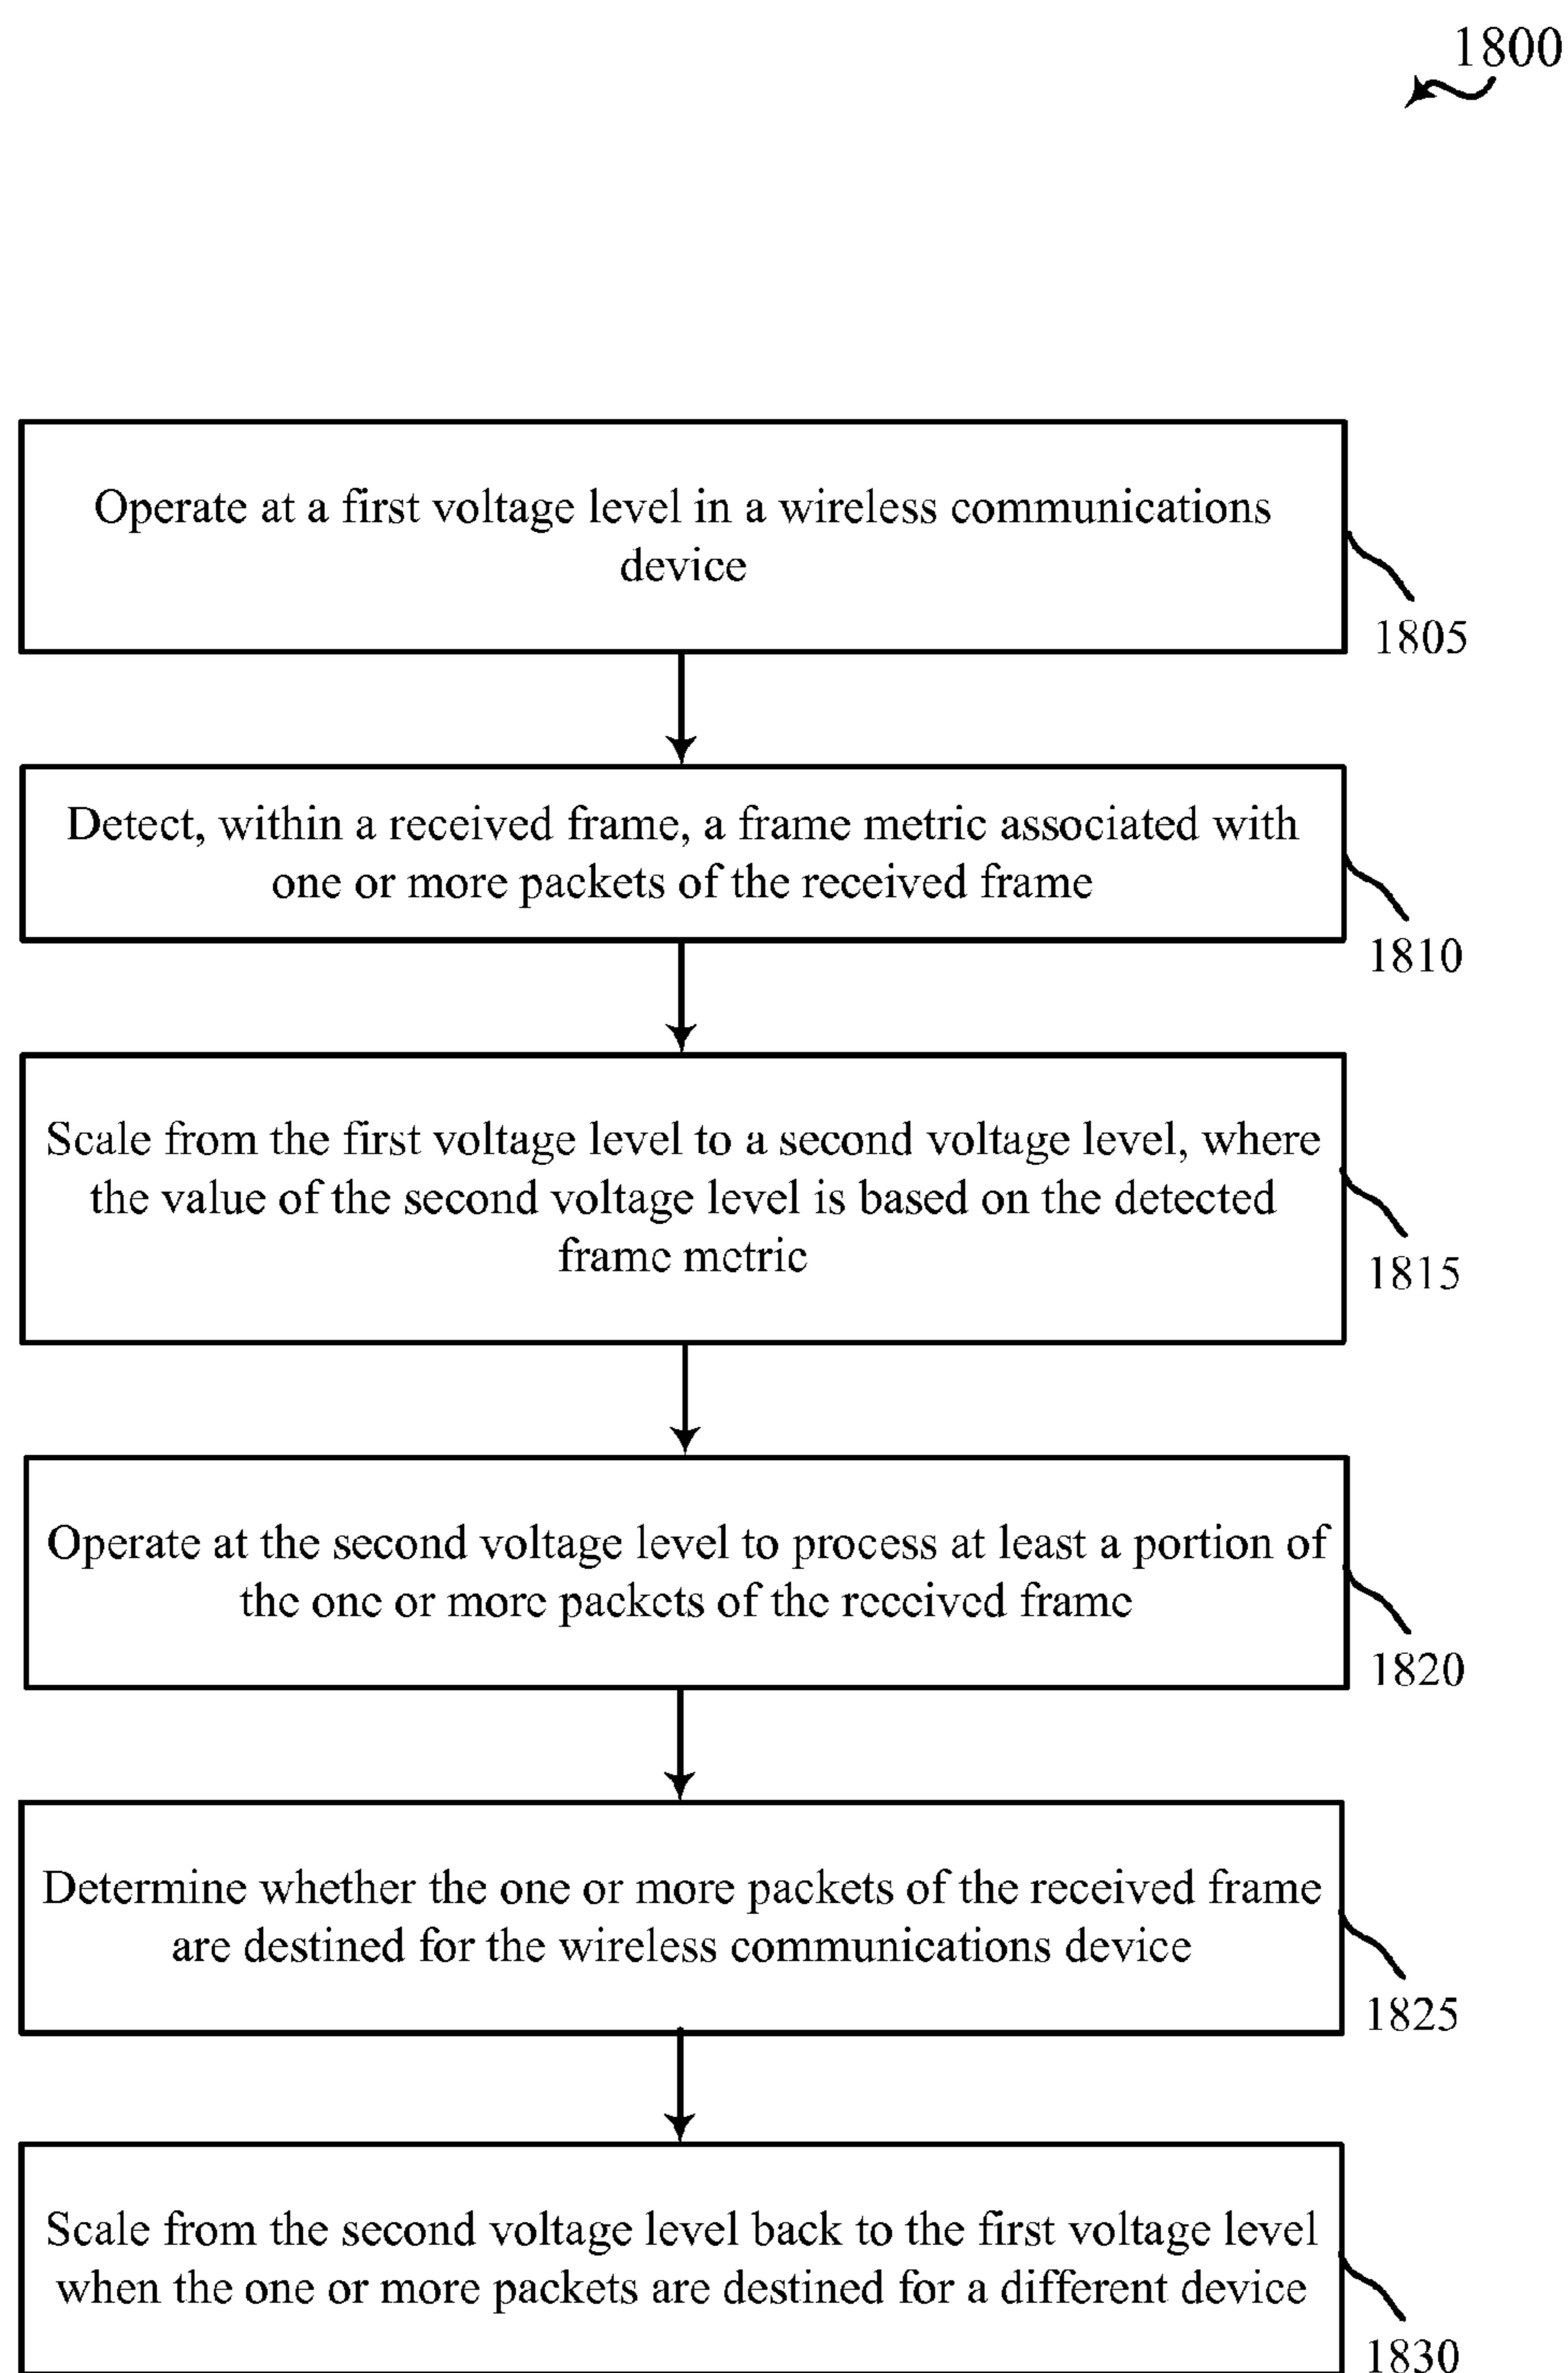 1800
Operate at a first voltage level in a wireless communications
device
1805
Detect, within a received frame, a frame metric associated with
one or more packets of the received frame
1810
Scale from the first voltage level to a second voltage level, where
the value of the second voltage level is based on the detected
frame metric
1815
Operate at the second voltage level to process at least a portion of
the one or more packets of the received frame
1820
Determine whether the one or more packets of the received frame
are destined for the wireless communications device
1825
Scale from the second voltage level back to the first voltage level
when the one or more packets are destined for a different device
1830